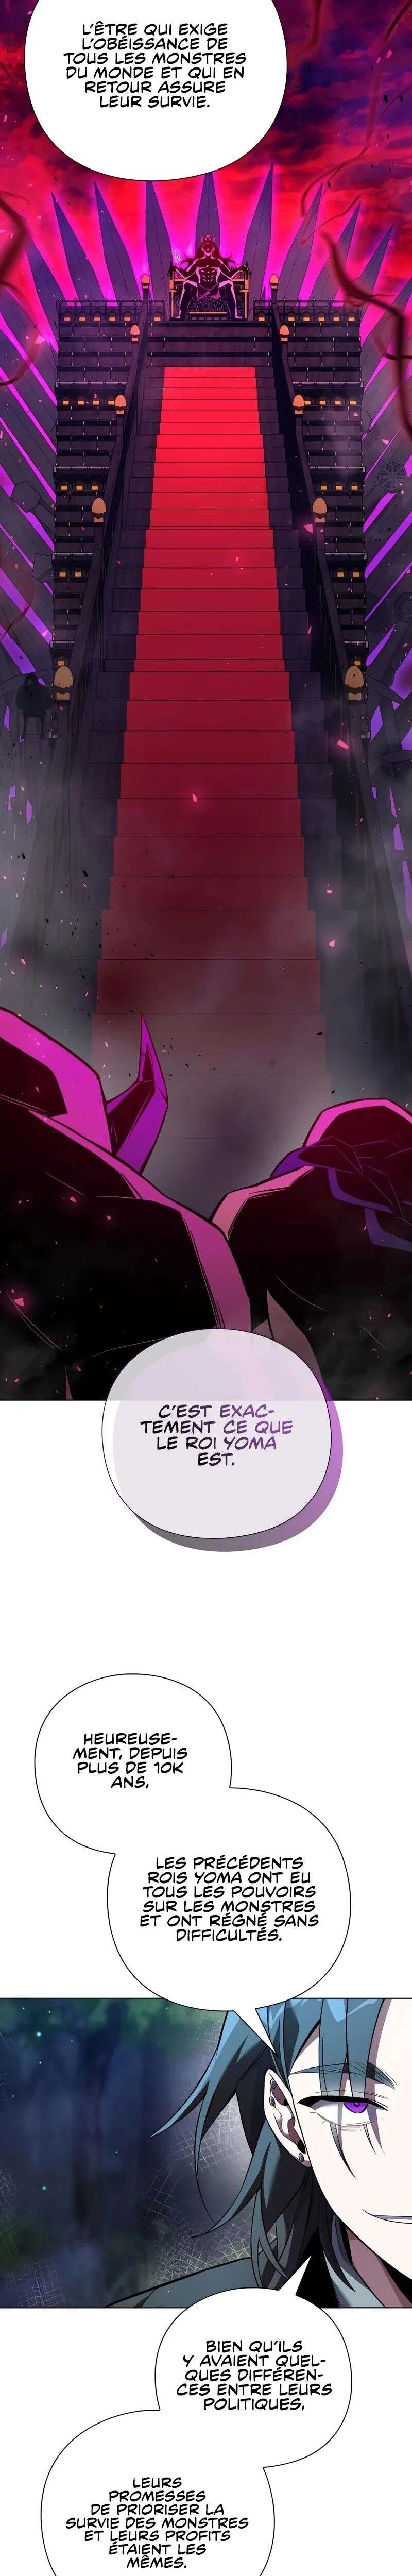 L'ÊTRE QUI EXIGE
L'OBÉISSANCE DE
TOUS LES MONSTRES
DU MONDE ET QUI EN
RETOUR ASSURE
LEUR SURVIE.
C'EST EXAC-
TEMENT CE QUE
LE ROI YOMA
EST.
HEUREUSE-
MENT, DEPUIS
PLUS DE 10K
ANS,
LES PRÉCÉDENTS
ROIS YOMA ONT EU
TOUS LES POUVOIRS
SUR LES MONSTRES
ET ONT RÉGNÉ SANS
DIFFICULTÉS.
BIEN QU'ILS
Y AVAIENT QUEL-
QUES DIFFÉREN-
CES ENTRE LEURS
POLITIQUES,
LEURS
PROMESSES
DE PRIORISER LA
SURVIE DES MONSTRES
ET LEURS PROFITS
ÉTAIENT LES
MÊMES.